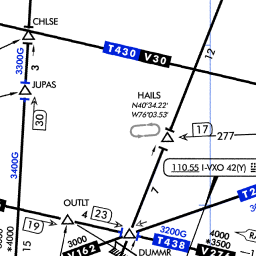 CHLSE
T430 V30
12
3300G
3
JUPAS
HAILS
N40°34.22'
W76°03.53'
30
17
277
110.55 I-VXO 42(Y)
3400G
7
OUTLT
4
23
19
3200G
T438
4000
*3500
3000
V162
DUMMR
*4000
15